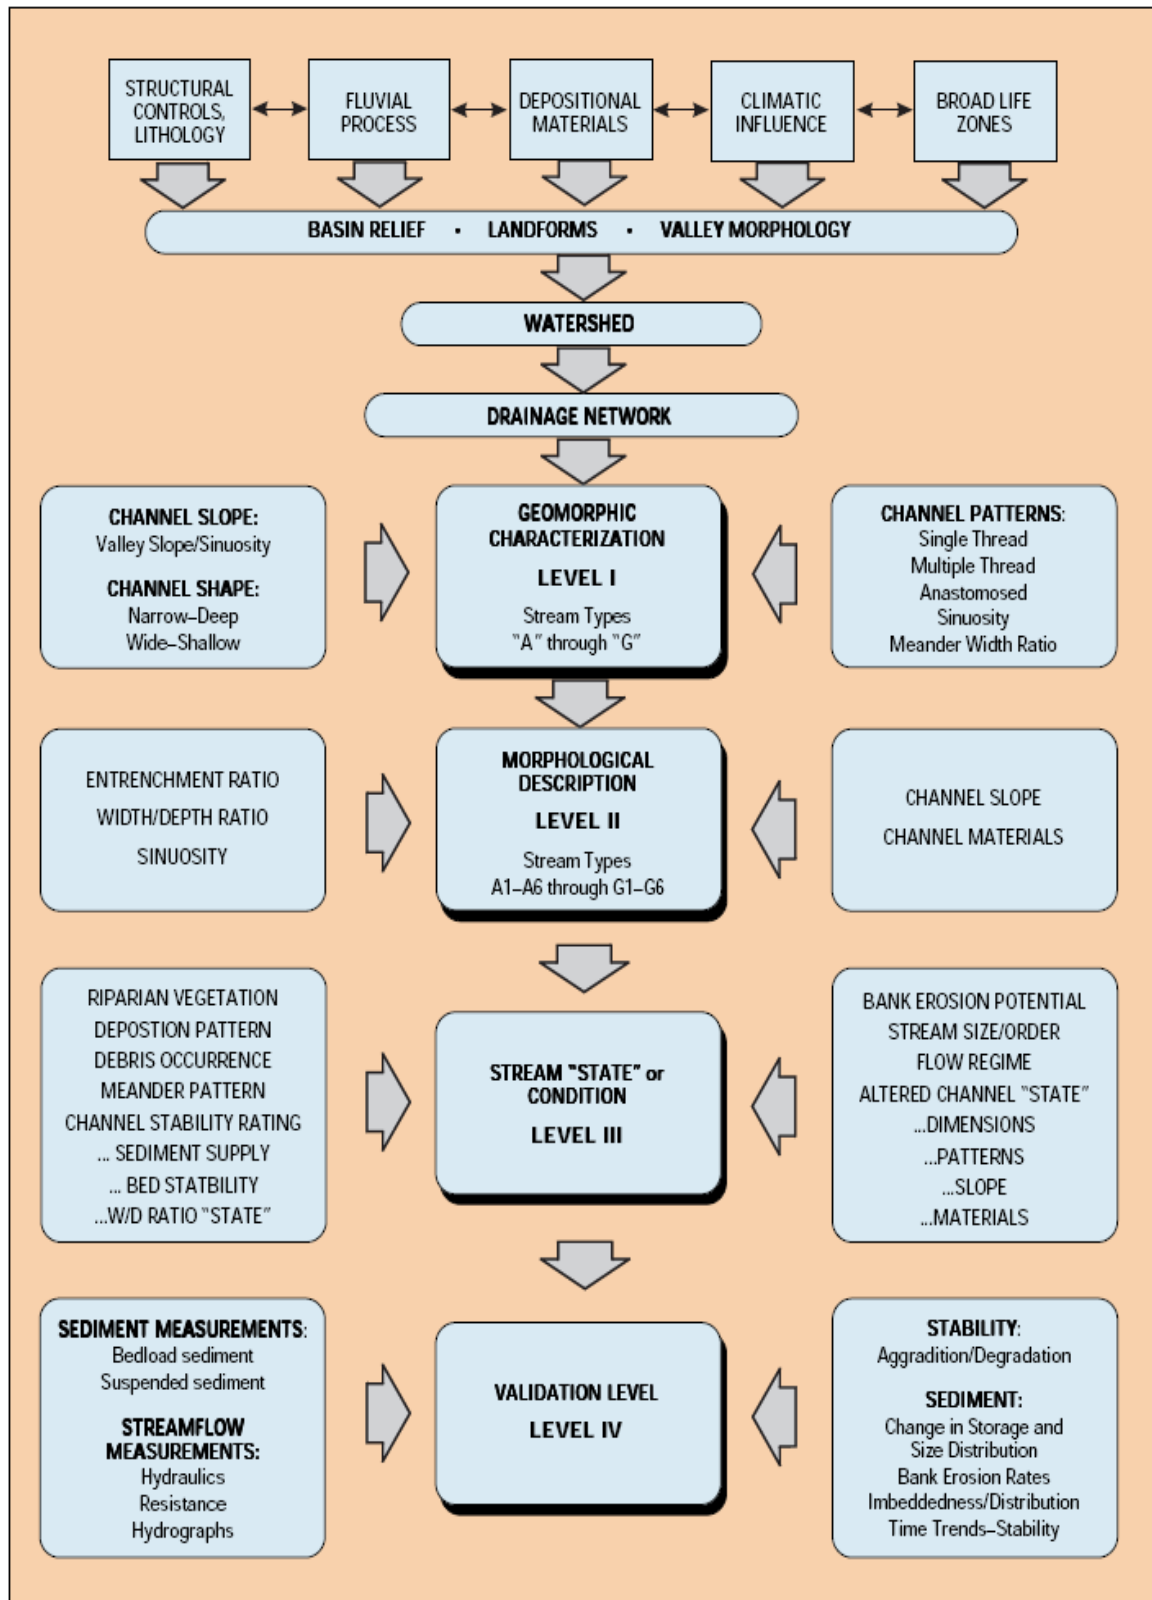 STRUCTURAL
CONTROLS,
LITHOLOGY
FLUVIAL
PROCESS
DEPOSITIONAL
MATERIALS
CLIMATIC
INFLUENCE
BROAD LIFE
ZONES
BASIN RELIEF · LANDFORMS · VALLEY MORPHOLOGY
WATERSHED
DRAINAGE NETWORK
CHANNEL SLOPE:
Valley Slope/Sinuosity
CHANNEL SHAPE:
Narrow–Deep
Wide–Shallow
GEOMORPHIC
CHARACTERIZATION
LEVEL I
Stream Types
"A" through "G"
CHANNEL PATTERNS:
Single Thread
Multiple Thread
Anastomosed
Sinuosity
Meander Width Ratio
ENTRENCHMENT RATIO
WIDTH/DEPTH RATIO
SINUOSITY
MORPHOLOGICAL
DESCRIPTION
LEVEL II
Stream Types
A1–A6 through G1–G6
CHANNEL SLOPE
CHANNEL MATERIALS
RIPARIAN VEGETATION
DEPOSTION PATTERN
DEBRIS OCCURRENCE
MEANDER PATTERN
CHANNEL STABILITY RATING
... SEDIMENT SUPPLY
... BED STATBILITY
...W/D RATIO "STATE"
STREAM "STATE" or
CONDITION
LEVEL III
BANK EROSION POTENTIAL
STREAM SIZE/ORDER
FLOW REGIME
ALTERED CHANNEL "STATE"
...DIMENSIONS
...PATTERNS
...SLOPE
...MATERIALS
SEDIMENT MEASUREMENTS:
Bedload sediment
Suspended sediment
STREAMFLOW
MEASUREMENTS:
Hydraulics
Resistance
Hydrographs
VALIDATION LEVEL
LEVEL IV
STABILITY:
Aggradition/Degradation
SEDIMENT:
Change in Storage and
Size Distribution
Bank Erosion Rates
Imbeddedness/Distribution
Time Trends–Stability